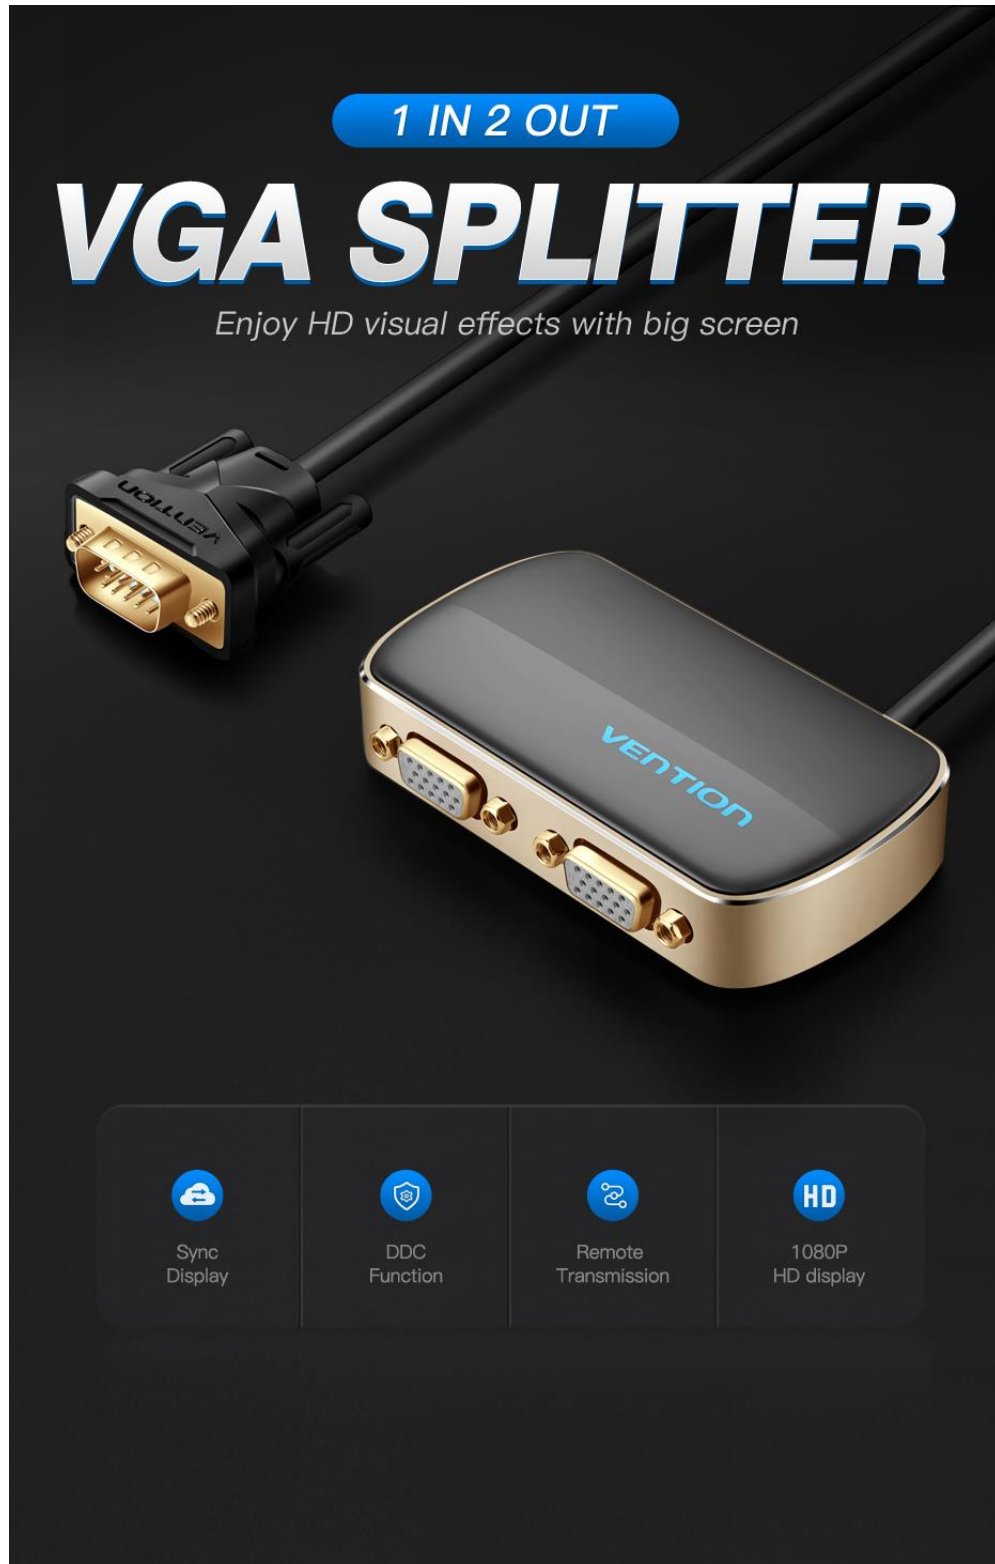 1 IN 2 OUT
VGA SPLITTER
Enjoy HD visual effects with big screen
VENTION
VENTION
HD
Sync
Display
DDC
Function
Remote
Transmission
1080P
HD display